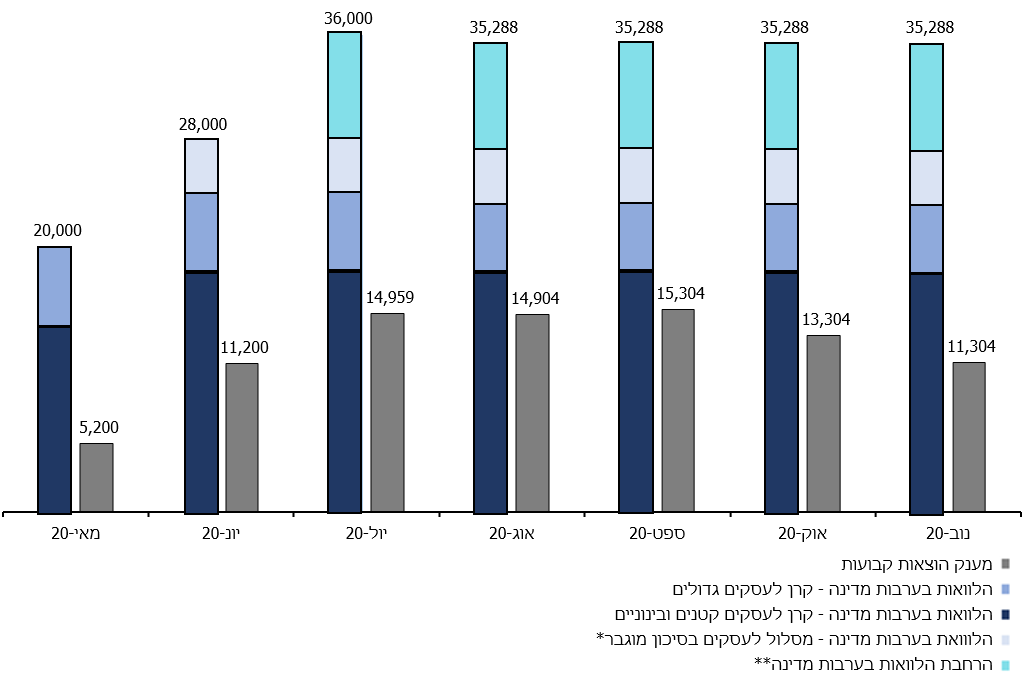 36,000
35,288
35,288
35,288
35,288
28,000
20,000
14,959
14,904
15,304
13,304
11,200
11,304
5,200
מאי-20
יונ-20
יול-20
אוג-20
ספט-20
אוק-20
נוב-20
מענק הוצאות קבועות
הלוואות בערבות מדינה - קרן לעסקים גדולים
הלוואות בערבות מדינה - קרן לעסקים קטנים ובינוניים
הלוואות בערבות מדינה - מסלול לעסקים בסיכון מוגבר*
הרחבת הלוואות בערבות מדינה**